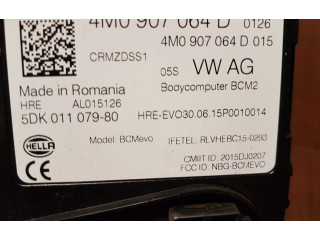 4M0 907 064 D 0126
4M0 907 064 D 015
CRMZDSS1
05S VW AG
Made in Romania Boaycomputer BCM2
HRE AL015126
5DK 011 079-80 HRE-EVO30.06.15P0010014
Model: BCMevo IFETEL: RLVHEBC15-0293
HELLA
CMIIT ID: 2015DJ0207
FCC ID: NBG-BCMEVO